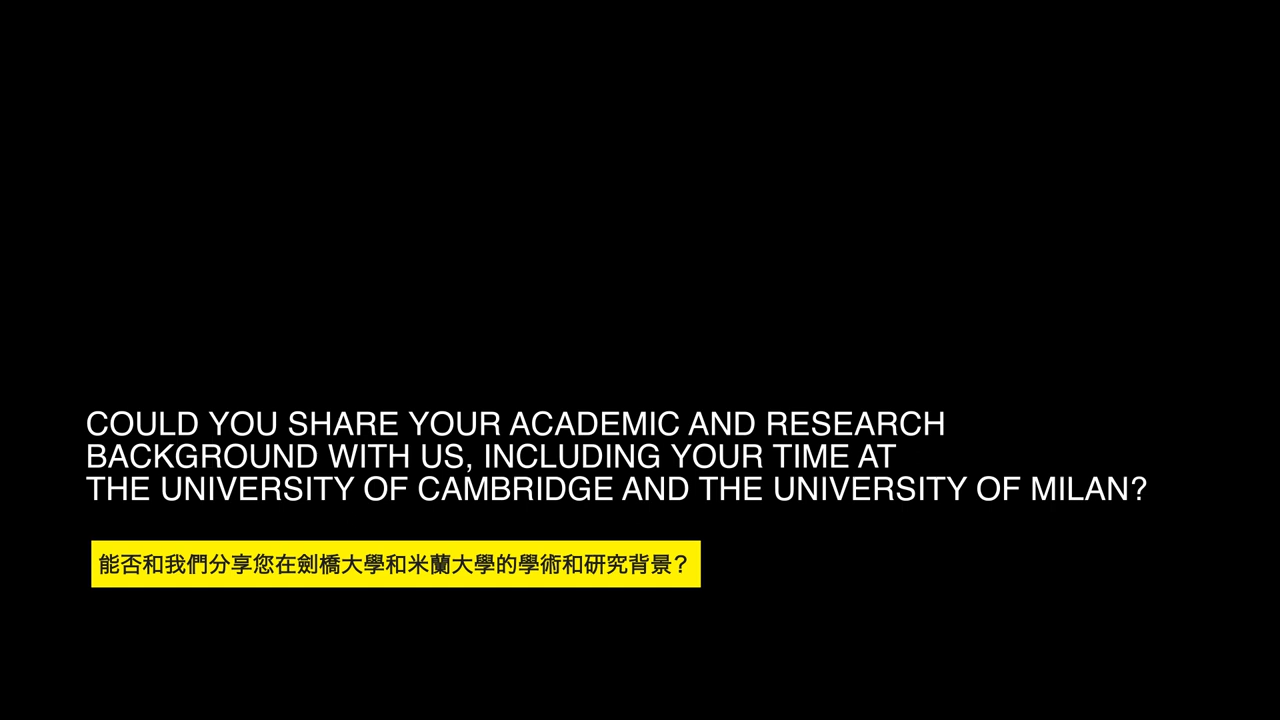 COULD YOU SHARE YOUR ACADEMIC AND RESEARCH
BACKGROUND WITH US, INCLUDING YOUR TIME AT
THE UNIVERSITY OF CAMBRIDGE AND THE UNIVERSITY OF MILAN?
能否和我們分享您在劍橋大學和米蘭大學的學術和研究背景？